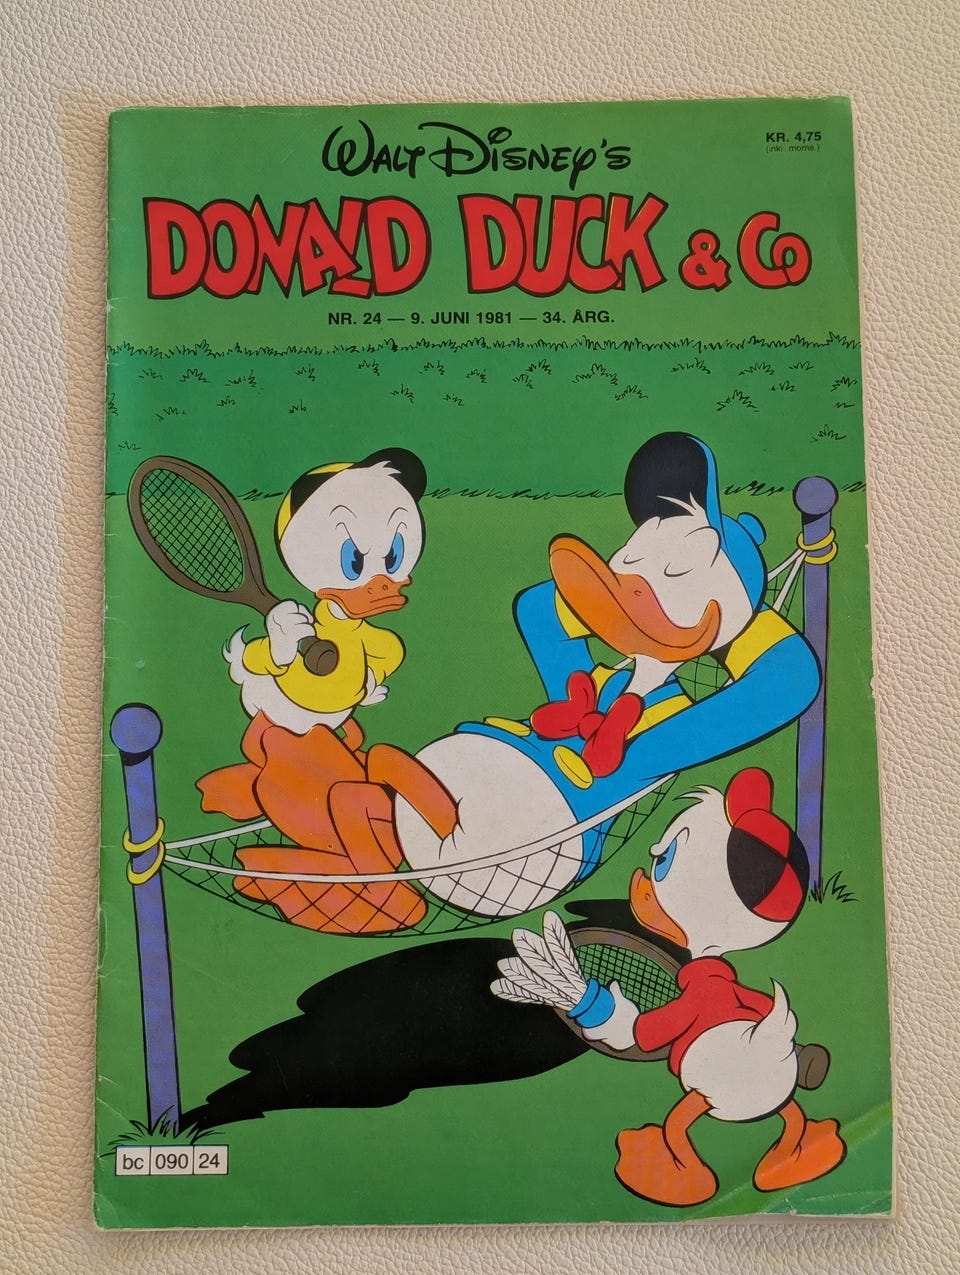 WALT DISNEY'S
KR. 4,75
(inkl. moms.)
DONALD DUCK & Co
NR. 24 — 9. JUNI 1981 — 34. ÅRG.
bc 090 24